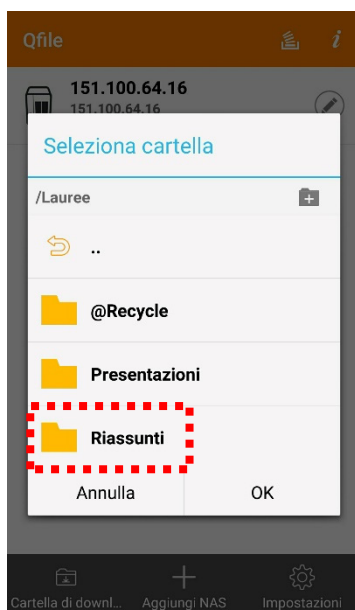 Qfile
i
151.100.64.16
151.100.64.16
Seleziona cartella
/Lauree
..
@Recycle
Presentazioni
Riassunti
Annulla OK
Cartella di downl... Aggiungi NAS Impostazioni